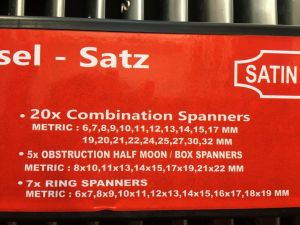 sel - Satz
SATIN
• 20x Combination Spanners
METRIC : 6,7,8,9,10,11,12,13,14,15,17 MM
19,20,21,22,24,25,27,30,32 MM
• 5x OBSTRUCTION HALF MOON / BOX SPANNERS
METRIC : 8x10,11x13,14x15,17x19,21x22 MM
• 7x RING SPANNERS
METRIC : 6x7,8x9,10x11,12x13,14x15,16x17,18x19 MM